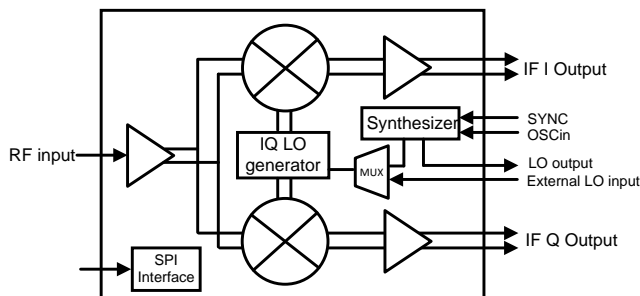 IF I Output
Synthesizer
SYNC
OSCin
RF input
IQ LO
generator
MUX
LO output
External LO input
IF Q Output
SPI
Interface